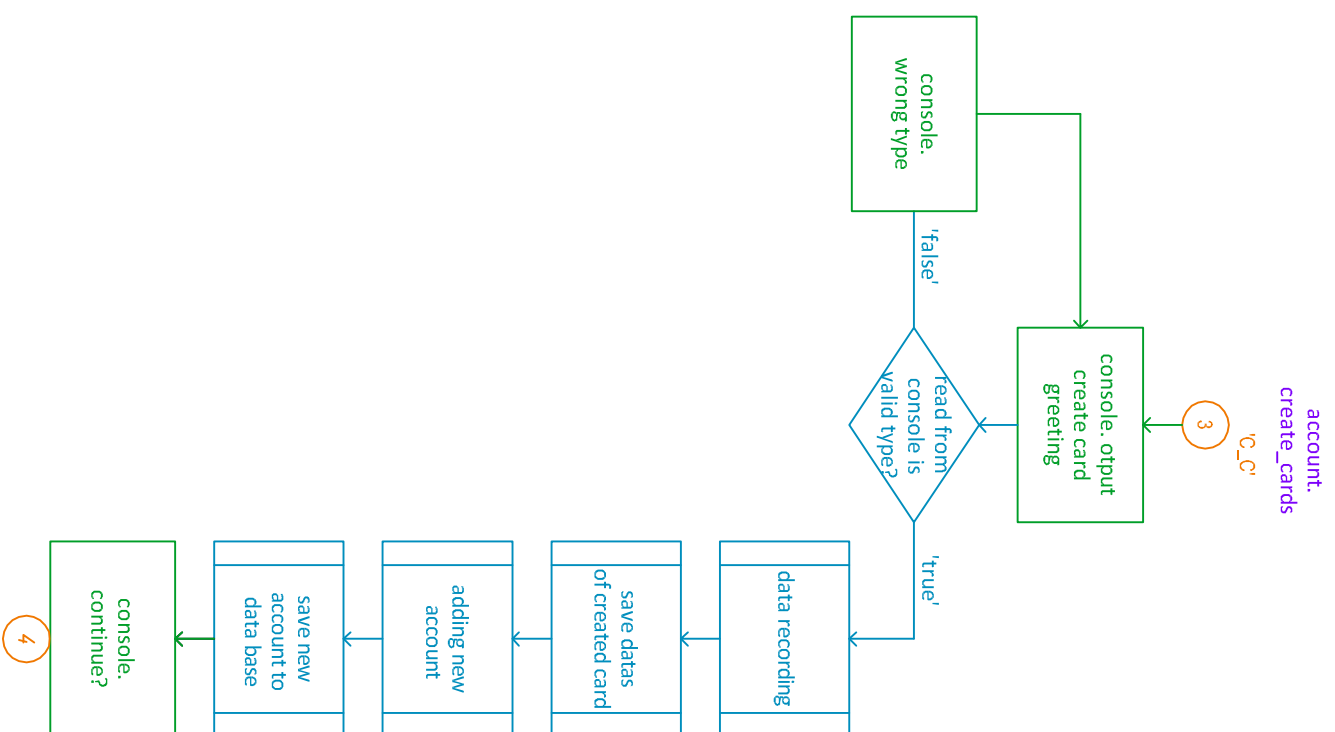 account.
create_cards
'C_C'
3
console. otput
create card
greeting
console.
wrong type
'false'
read from
console is
valid type?
'true'
data recording
save datas
of created card
adding new
account
save new
account to
data base
console.
continue?
4